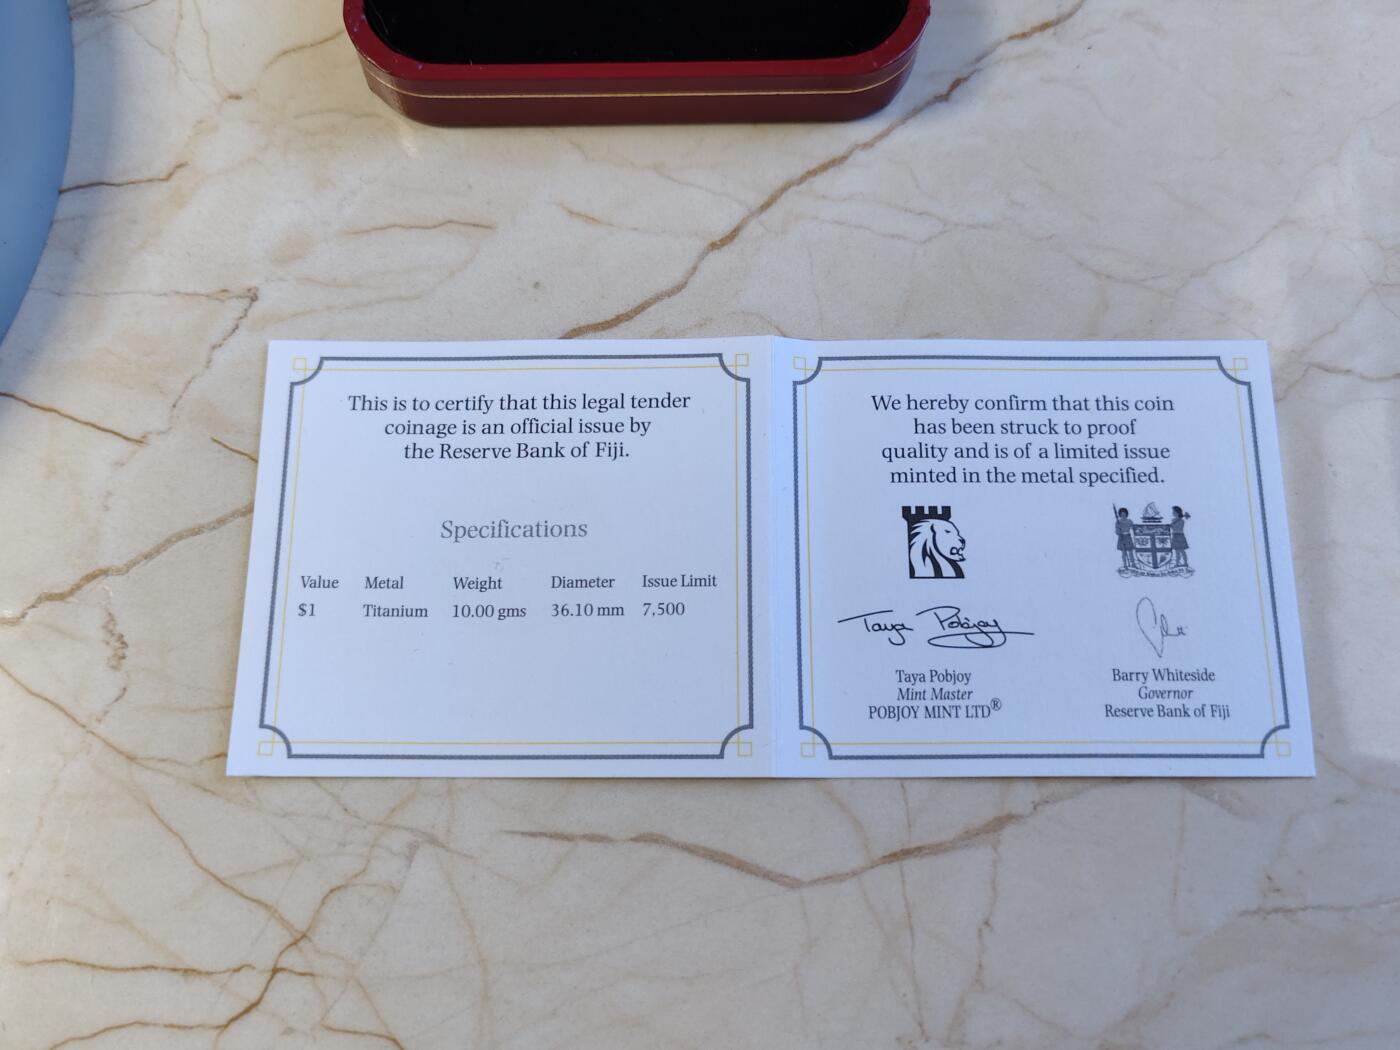 This is to certify that this legal tender
coinage is an official issue by
the Reserve Bank of Fiji.
Specifications
Value Metal Weight Diameter Issue Limit
$1 Titanium 10.00 gms 36.10 mm 7,500
We hereby confirm that this coin
has been struck to proof
quality and is of a limited issue
minted in the metal specified.
Taya Pobjoy
Taya Pobjoy
Mint Master
POBJOY MINT LTD®
Barry Whiteside
Governor
Reserve Bank of Fiji